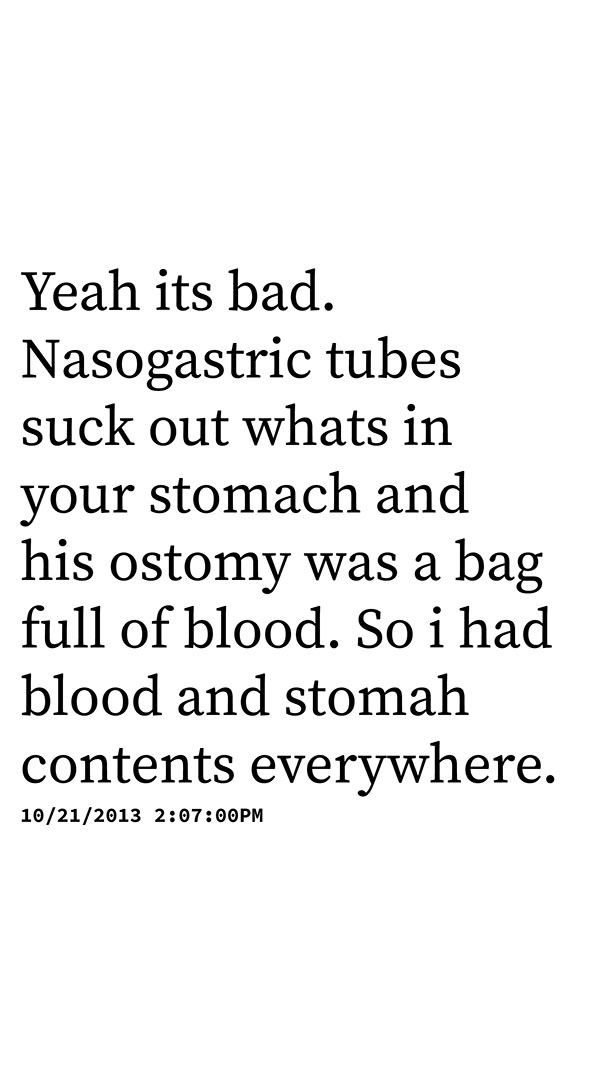 Yeah its bad.
Nasogastric tubes
suck out whats in
your stomach and
his ostomy was a bag
full of blood. So i had
blood and stomah
contents everywhere.
10/21/2013 2:07:00PM